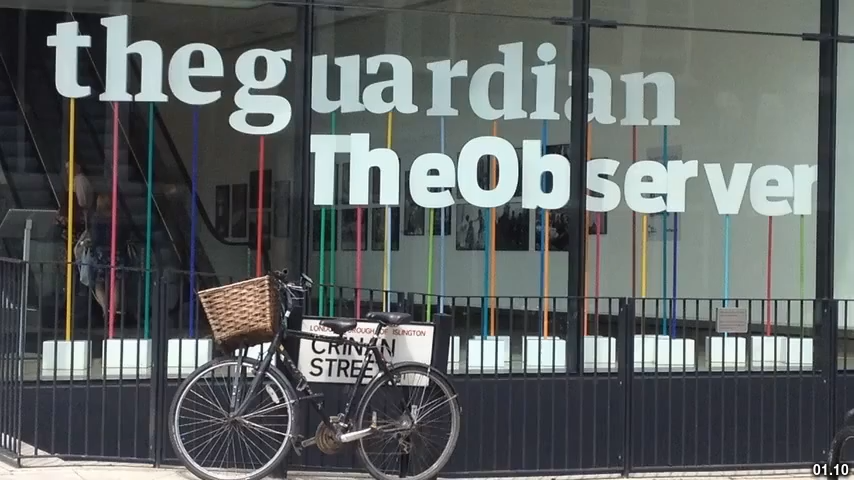 theguardian
TheObserver
LONDON BOROUGH OF ISLINGTON
CRINAN
STREET
01.10